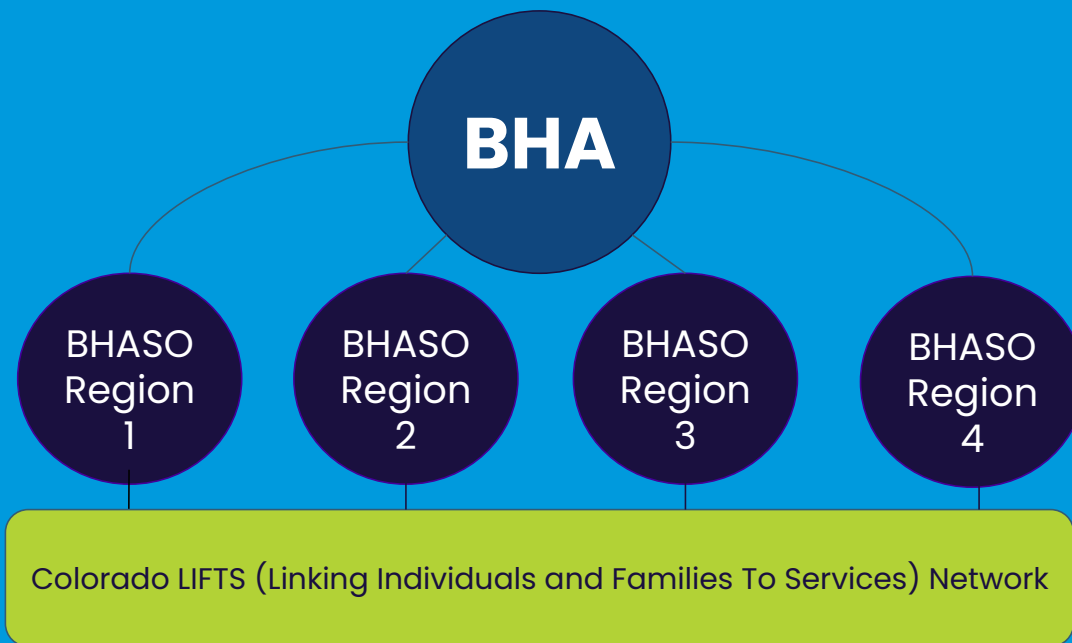 BHA
BHASO
Region
1
BHASO
Region
2
BHASO
Region
3
BHASO
Region
4
Colorado LIFTS (Linking Individuals and Families To Services) Network